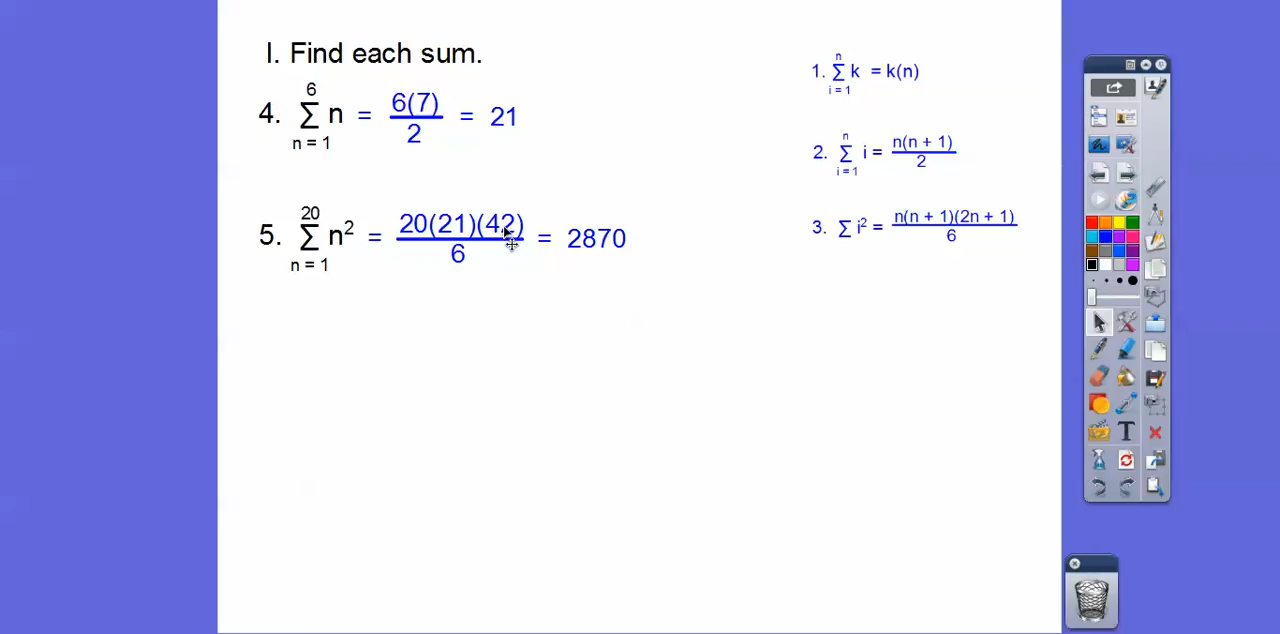 I. Find each sum.
4. 6 ∑ n = 1 n = 6(7) / 2 = 21
5. 20 ∑ n = 1 n² = 20(21)(42) / 6 = 2870
1. n ∑ i = 1 k = k(n)
2. n ∑ i = 1 i = n(n + 1) / 2
3. ∑ i² = n(n + 1)(2n + 1) / 6